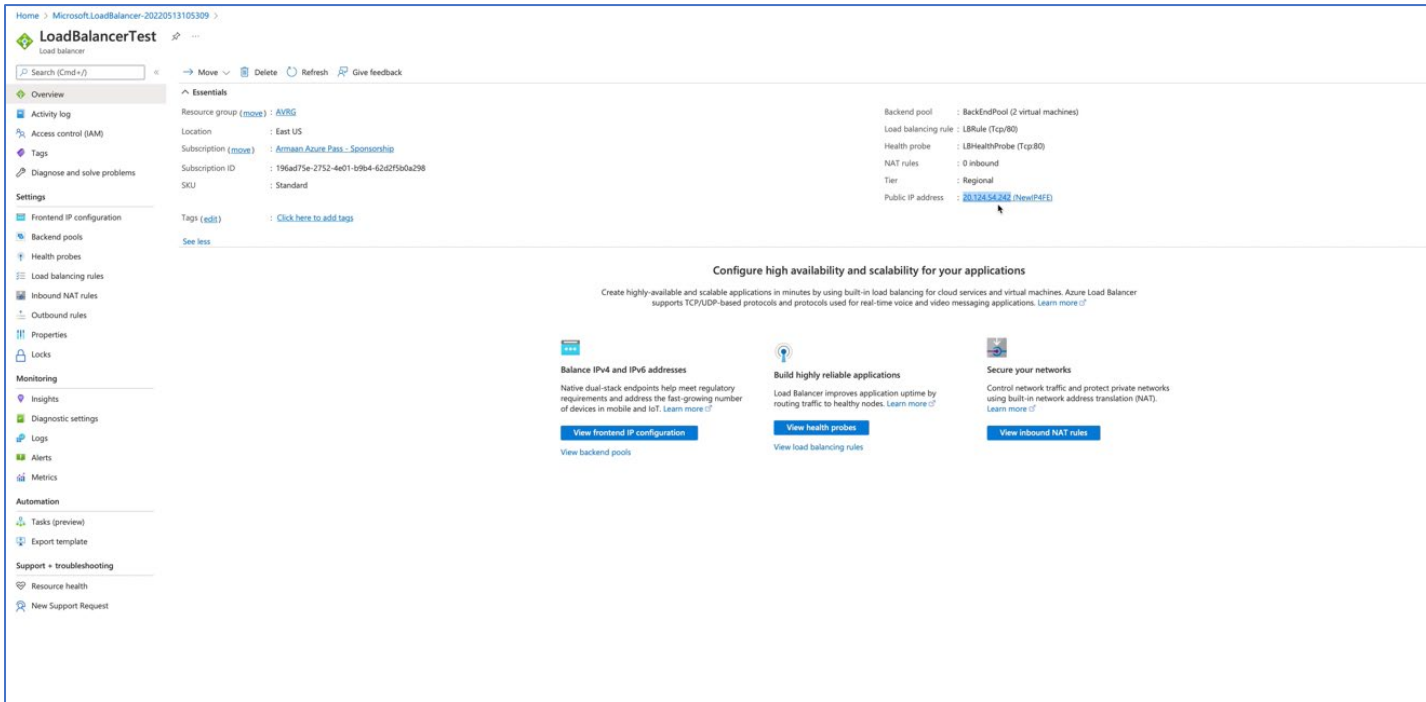 Home > Microsoft.LoadBalancer-20220513105309 >
LoadBalancerTest
Load balancer
Search (Cmd+/)
Overview
Activity log
Access control (IAM)
Tags
Diagnose and solve problems
Settings
Frontend IP configuration
Backend pools
Health probes
Load balancing rules
Inbound NAT rules
Outbound rules
Properties
Locks
Monitoring
Insights
Diagnostic settings
Logs
Alerts
Metrics
Automation
Tasks (preview)
Export template
Support + troubleshooting
Resource health
New Support Request
Move Delete Refresh Give feedback
Essentials
Resource group (move) : AVRG
Location : East US
Subscription (move) : Armaan Azure Pass - Sponsorship
Subscription ID : 196ad75e-2752-4e01-b9b4-62d2f5b0a298
SKU : Standard
Tags (edit) : Click here to add tags
See less
Backend pool : BackEndPool (2 virtual machines)
Load balancing rule : LBRule (Tcp/80)
Health probe : LBHealthProbe (Tcp:80)
NAT rules : 0 inbound
Tier : Regional
Public IP address : 20.124.54.242 (NewIP4FE)
Configure high availability and scalability for your applications
Create highly-available and scalable applications in minutes by using built-in load balancing for cloud services and virtual machines. Azure Load Balancer
supports TCP/UDP-based protocols and protocols used for real-time voice and video messaging applications. Learn more
Balance IPv4 and IPv6 addresses
Native dual-stack endpoints help meet regulatory
requirements and address the fast-growing number
of devices in mobile and IoT. Learn more
View frontend IP configuration
View backend pools
Build highly reliable applications
Load Balancer improves application uptime by
routing traffic to healthy nodes. Learn more
View health probes
View load balancing rules
Secure your networks
Control network traffic and protect private networks
using built-in network address translation (NAT).
Learn more
View inbound NAT rules